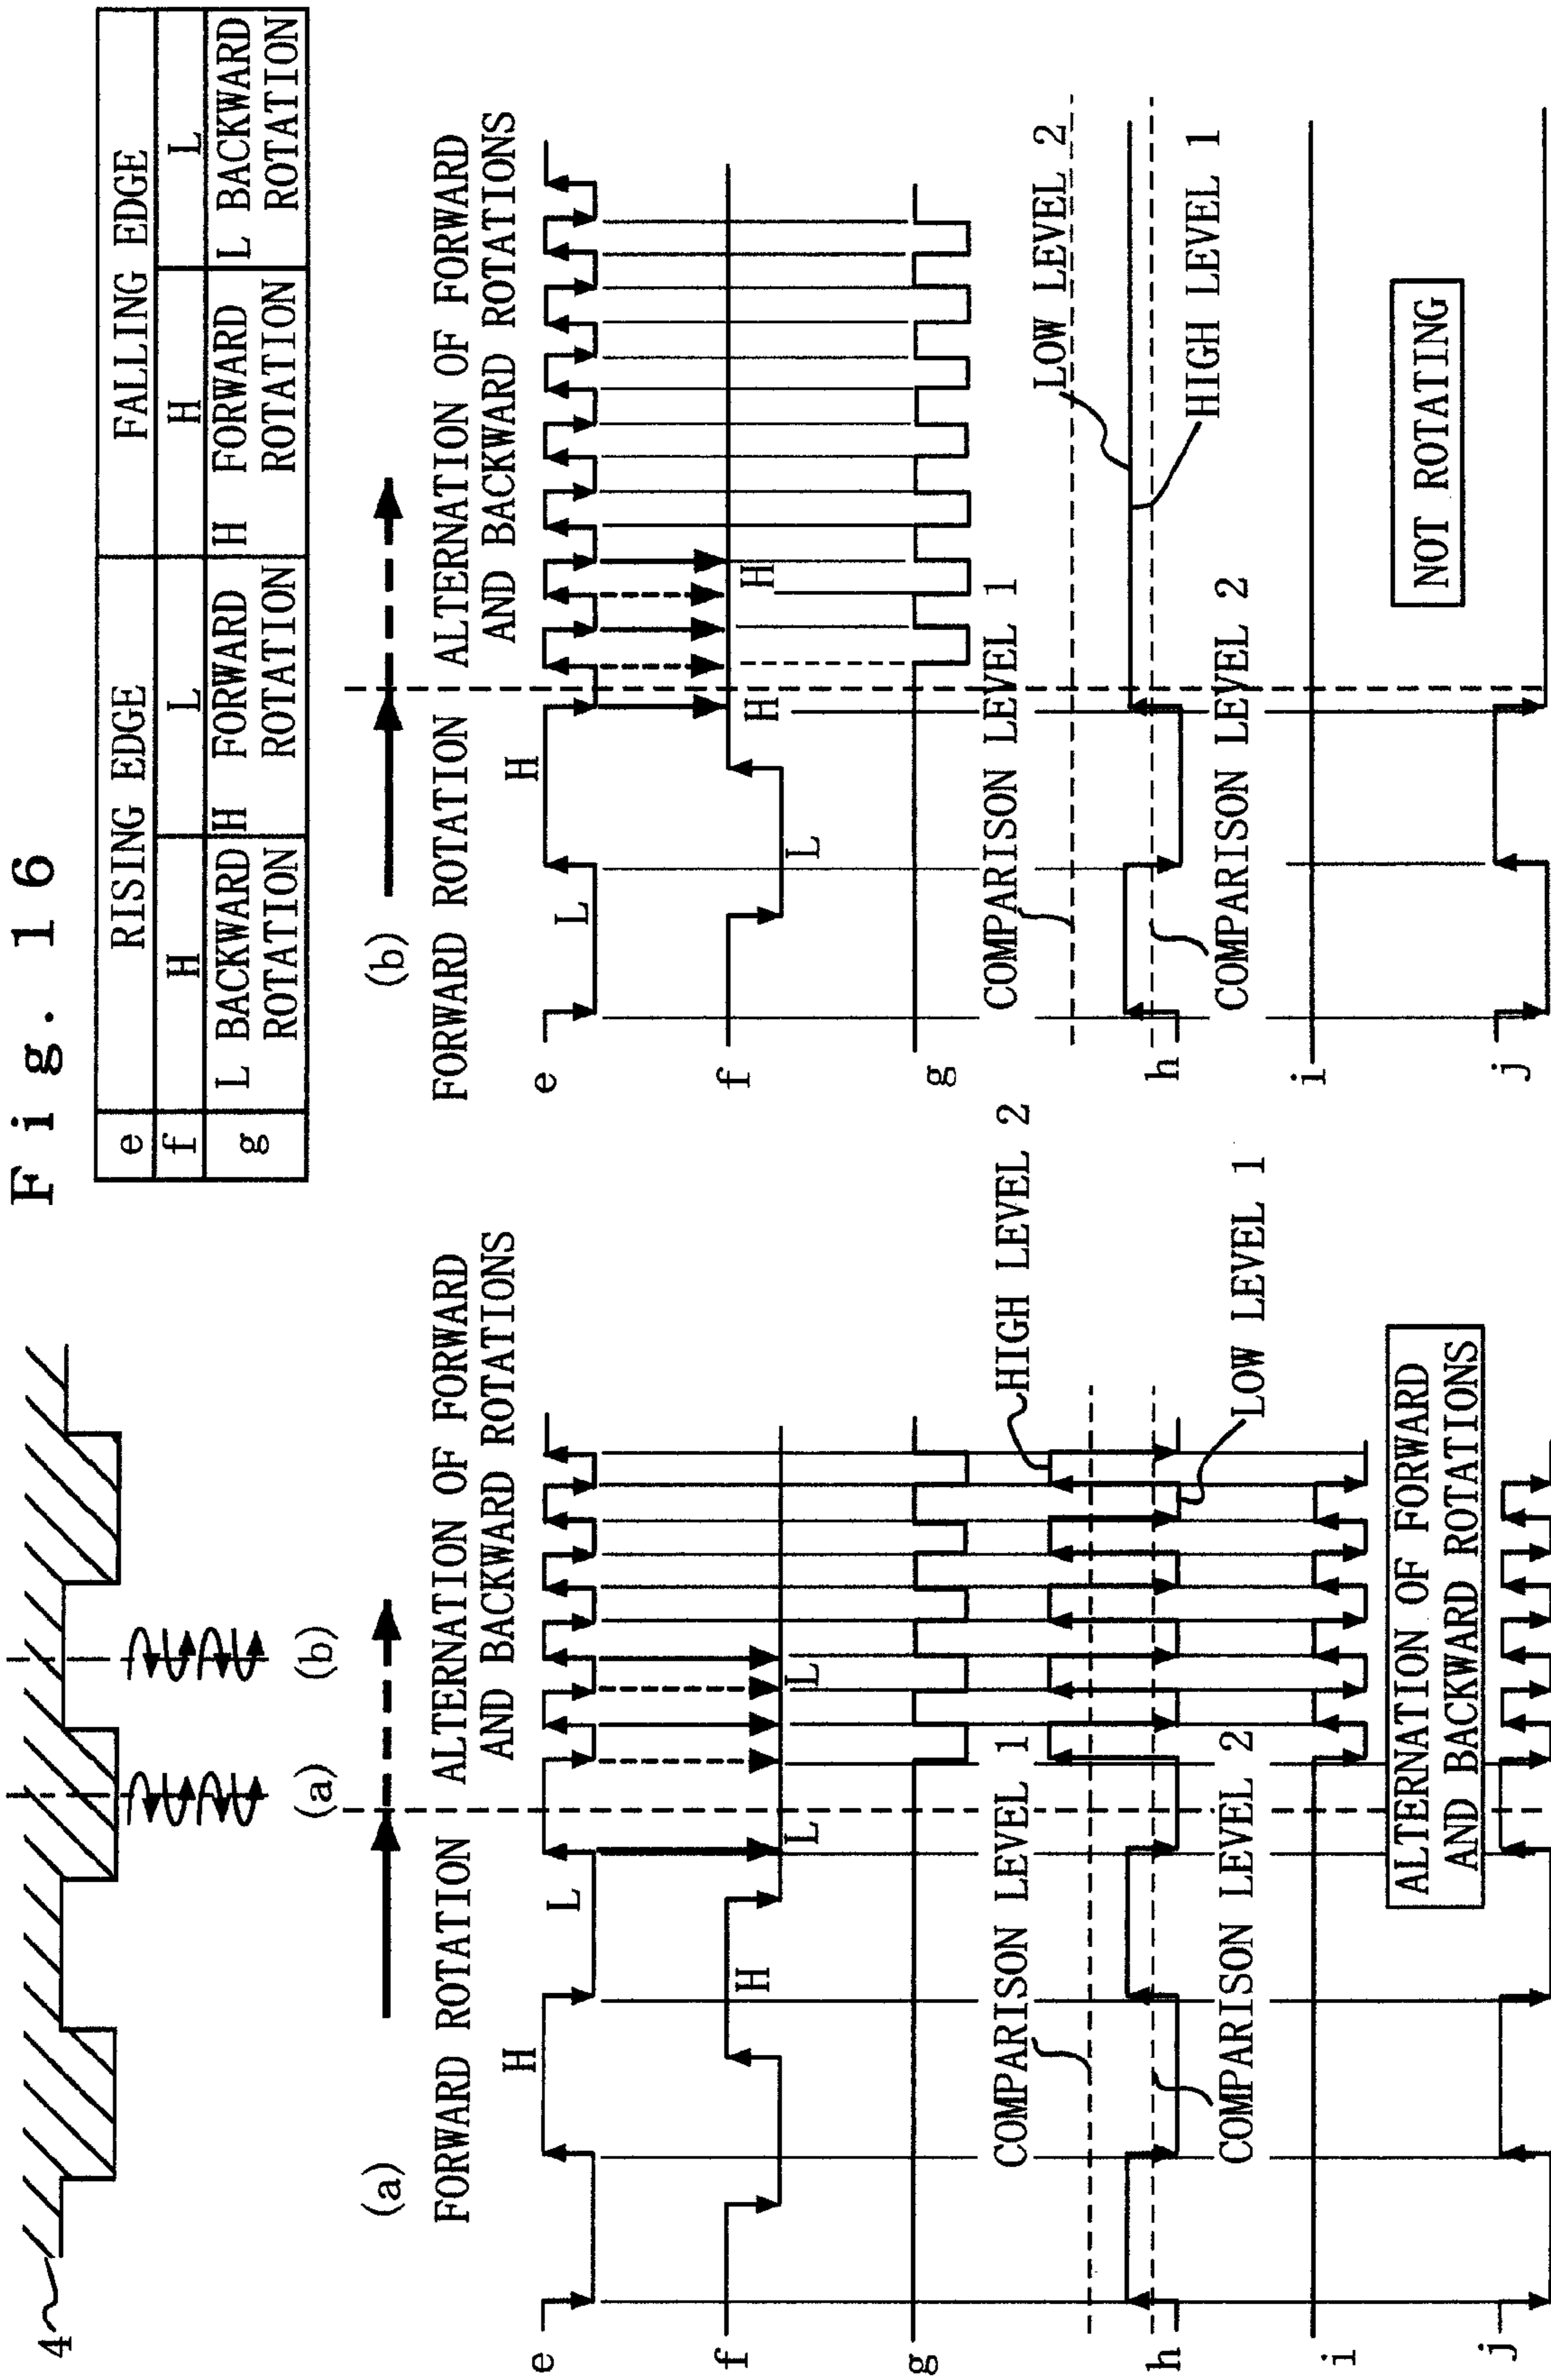 Fig. 16
e RISING EDGE FALLING EDGE
f H L H L
g L BACKWARD ROTATION H FORWARD ROTATION H FORWARD ROTATION L BACKWARD ROTATION
4
(a) (b)
(a)
FORWARD ROTATION
ALTERNATION OF FORWARD
AND BACKWARD ROTATIONS
e
H
L
f
H
L
L
g
COMPARISON LEVEL 1
HIGH LEVEL 2
h
COMPARISON LEVEL 2
LOW LEVEL 1
i
ALTERNATION OF FORWARD
AND BACKWARD ROTATIONS
j
(b)
FORWARD ROTATION
ALTERNATION OF FORWARD
AND BACKWARD ROTATIONS
e
L
H
f
L
H
H
g
COMPARISON LEVEL 1
LOW LEVEL 2
h
COMPARISON LEVEL 2
HIGH LEVEL 1
i
NOT ROTATING
j